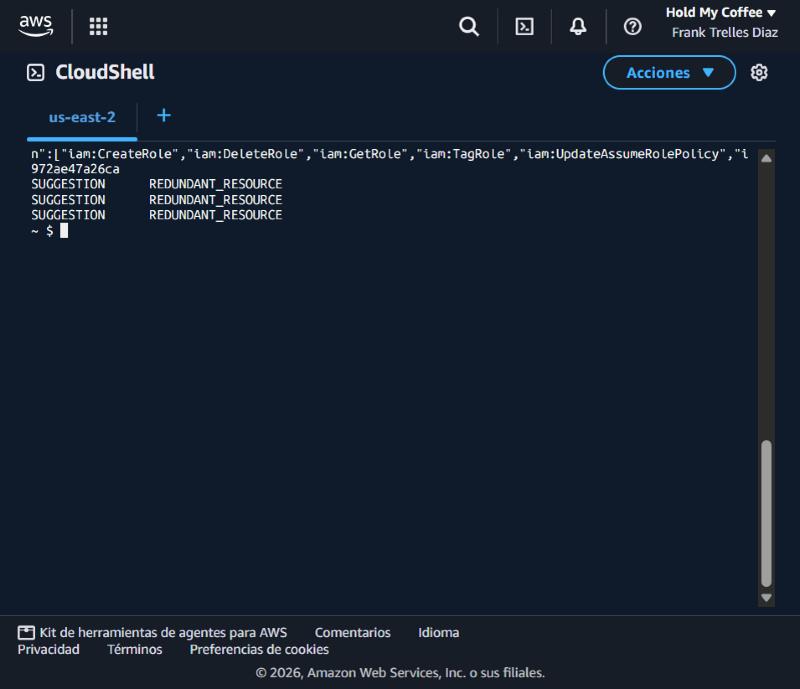 aws
Hold My Coffee
Frank Trelles Diaz
CloudShell
Acciones
us-east-2
+
n":["iam:CreateRole","iam:DeleteRole","iam:GetRole","iam:TagRole","iam:UpdateAssumeRolePolicy","i
972ae47a26ca
SUGGESTION REDUNDANT_RESOURCE
SUGGESTION REDUNDANT_RESOURCE
SUGGESTION REDUNDANT_RESOURCE
~ $
Kit de herramientas de agentes para AWS Comentarios Idioma
Privacidad Términos Preferencias de cookies
© 2026, Amazon Web Services, Inc. o sus filiales.